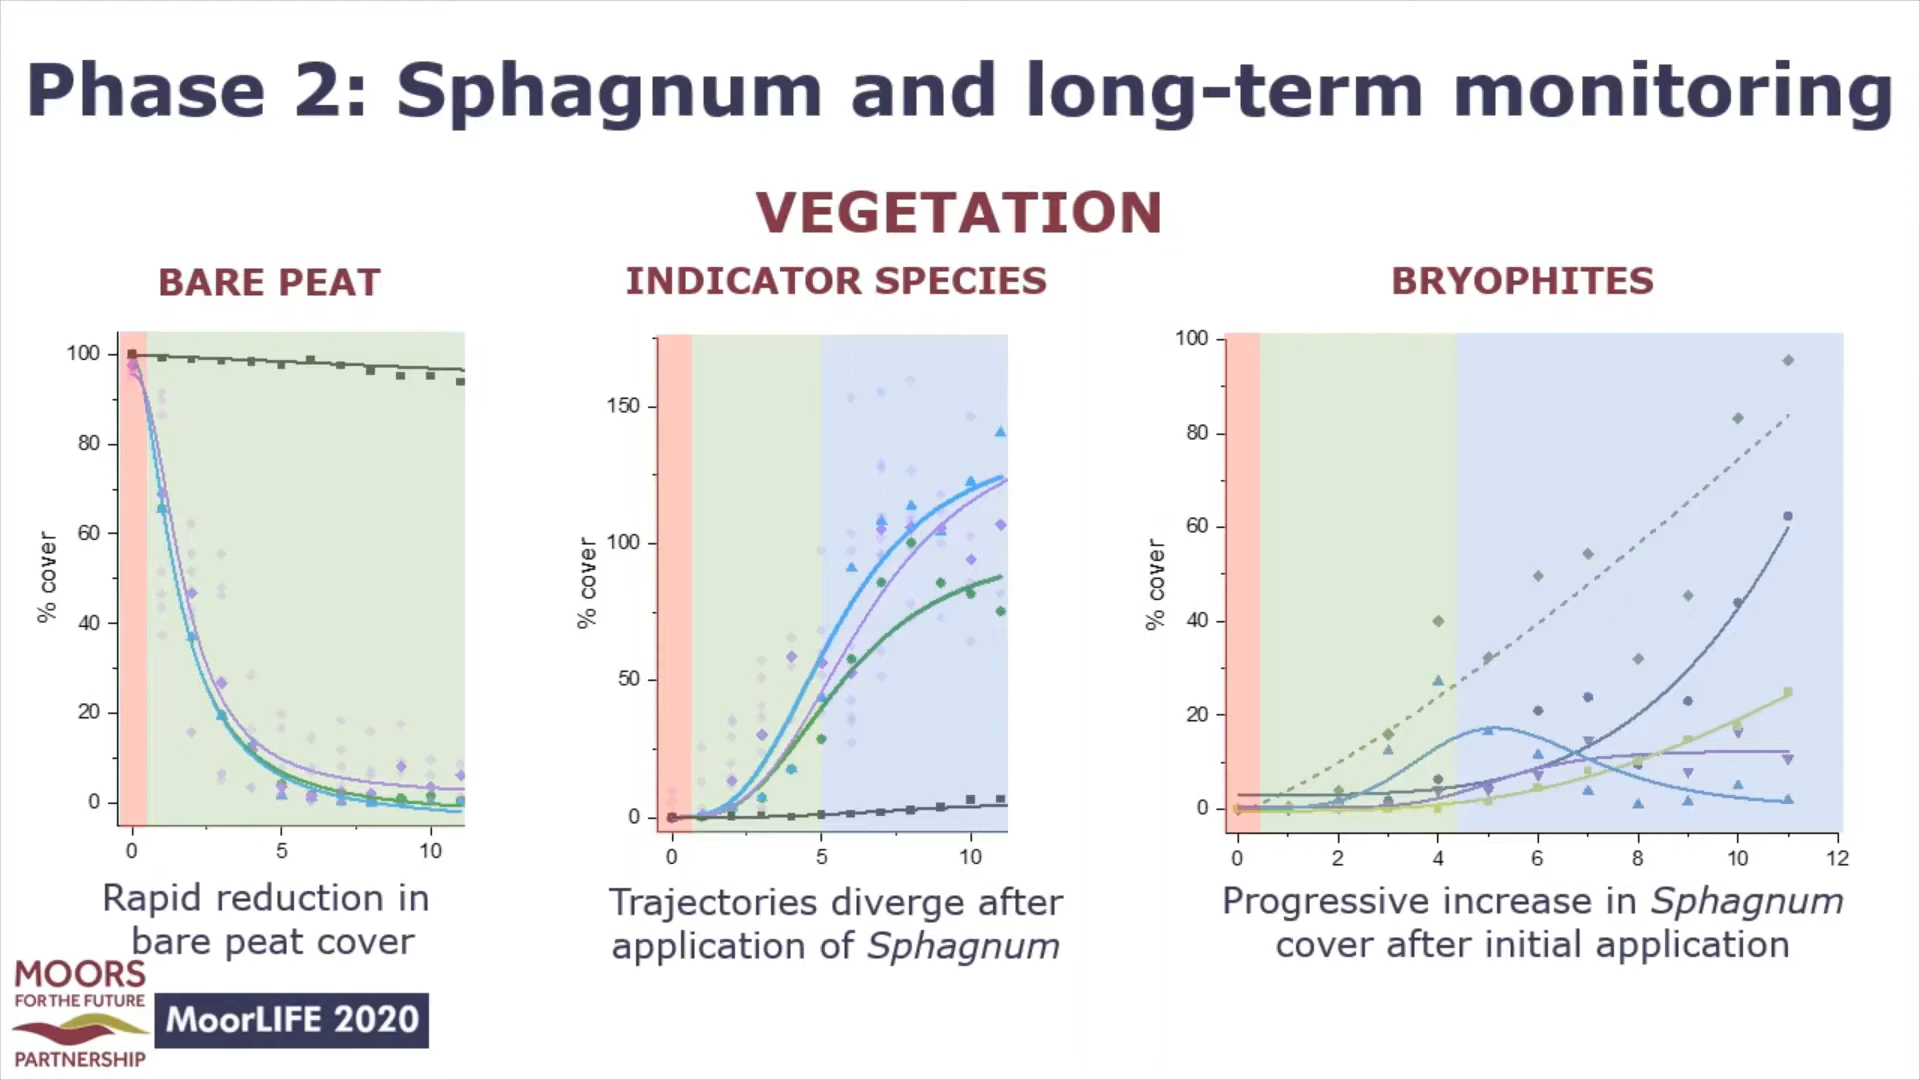 Phase 2: Sphagnum and long-term monitoring
VEGETATION
BARE PEAT
100
80
60
40
20
0
% cover
0 5 10
Rapid reduction in
bare peat cover
INDICATOR SPECIES
150
100
50
0
% cover
0 5 10
Trajectories diverge after
application of Sphagnum
BRYOPHITES
100
80
60
40
20
0
% cover
0 2 4 6 8 10 12
Progressive increase in Sphagnum
cover after initial application
MOORS
FOR THE FUTURE
PARTNERSHIP
MoorLIFE 2020